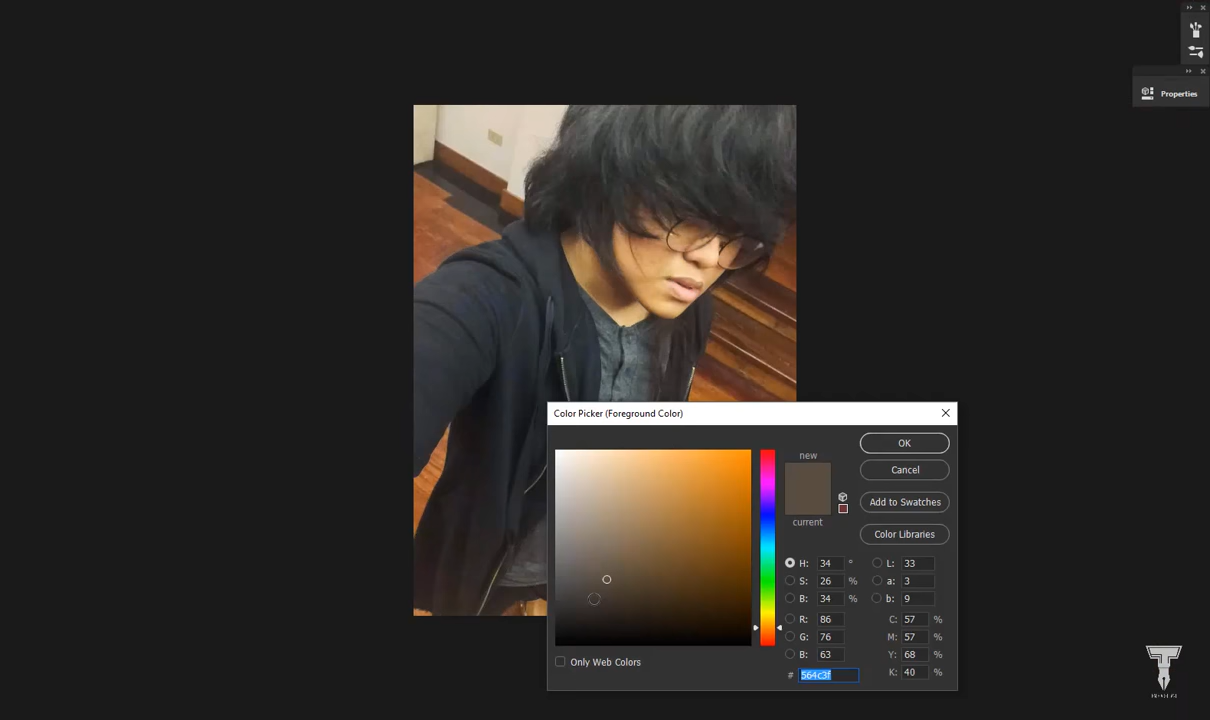 Properties
Color Picker (Foreground Color)
new
current
OK
Cancel
Add to Swatches
Color Libraries
H: 34 ° L: 33
S: 26 % a: 3
B: 34 % b: 9
R: 86 C: 57 %
G: 76 M: 57 %
B: 63 Y: 68 %
# 564c3f K: 40 %
Only Web Colors